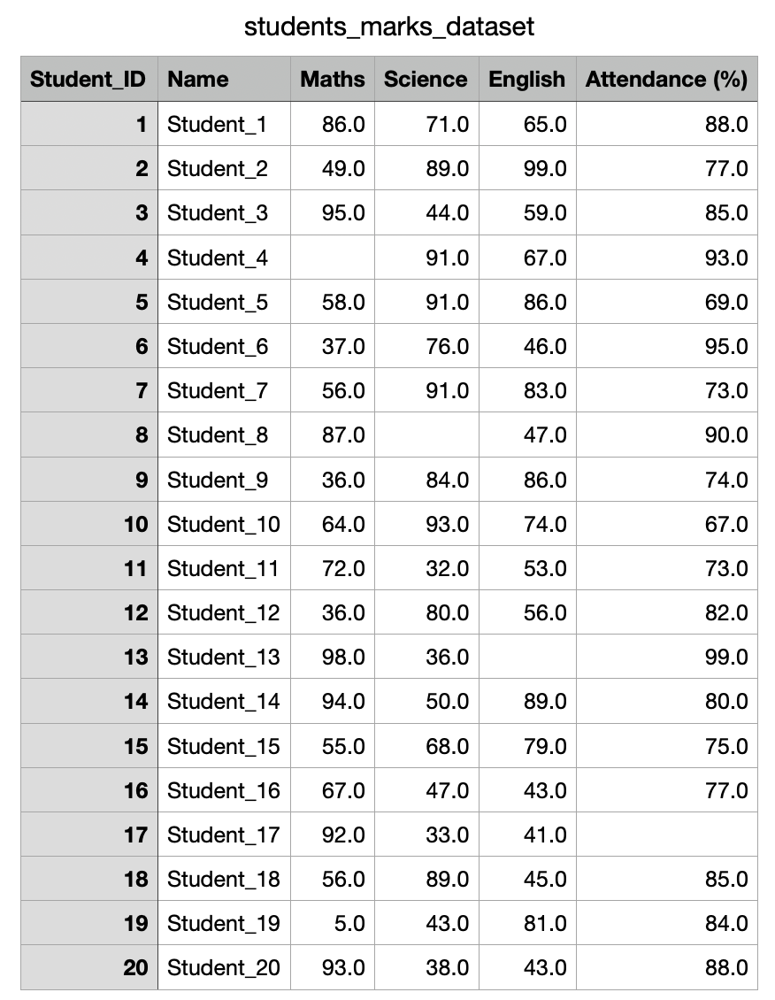 students_marks_dataset
Student_ID Name Maths Science English Attendance (%)
1 Student_1 86.0 71.0 65.0 88.0
2 Student_2 49.0 89.0 99.0 77.0
3 Student_3 95.0 44.0 59.0 85.0
4 Student_4 91.0 67.0 93.0
5 Student_5 58.0 91.0 86.0 69.0
6 Student_6 37.0 76.0 46.0 95.0
7 Student_7 56.0 91.0 83.0 73.0
8 Student_8 87.0 47.0 90.0
9 Student_9 36.0 84.0 86.0 74.0
10 Student_10 64.0 93.0 74.0 67.0
11 Student_11 72.0 32.0 53.0 73.0
12 Student_12 36.0 80.0 56.0 82.0
13 Student_13 98.0 36.0 99.0
14 Student_14 94.0 50.0 89.0 80.0
15 Student_15 55.0 68.0 79.0 75.0
16 Student_16 67.0 47.0 43.0 77.0
17 Student_17 92.0 33.0 41.0
18 Student_18 56.0 89.0 45.0 85.0
19 Student_19 5.0 43.0 81.0 84.0
20 Student_20 93.0 38.0 43.0 88.0